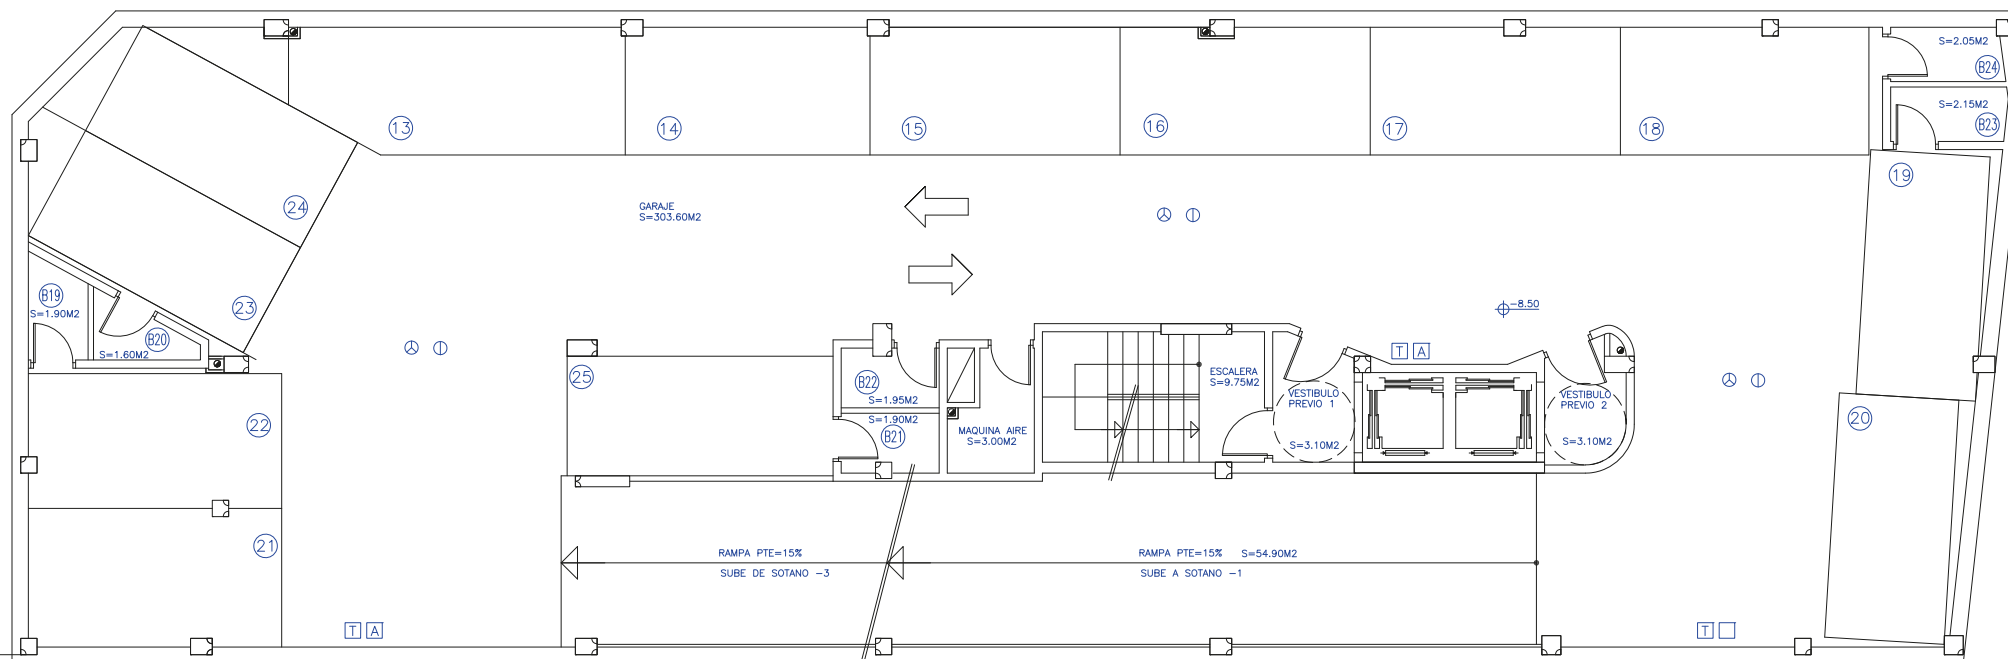 S=2.05M2
B24
S=2.15M2
B23
13
14
15
16
17
18
19
24
GARAJE
S=303.60M2
23
B19
S=1.90M2
B20
S=1.60M2
-8.50
T A
25
B22
S=1.95M2
S=1.90M2
B21
MAQUINA AIRE
S=3.00M2
ESCALERA
S=9.75M2
VESTIBULO
PREVIO 1
S=3.10M2
VESTIBULO
PREVIO 2
S=3.10M2
20
22
21
RAMPA PTE=15%
SUBE DE SOTANO -3
RAMPA PTE=15% S=54.90M2
SUBE A SOTANO -1
T A
T